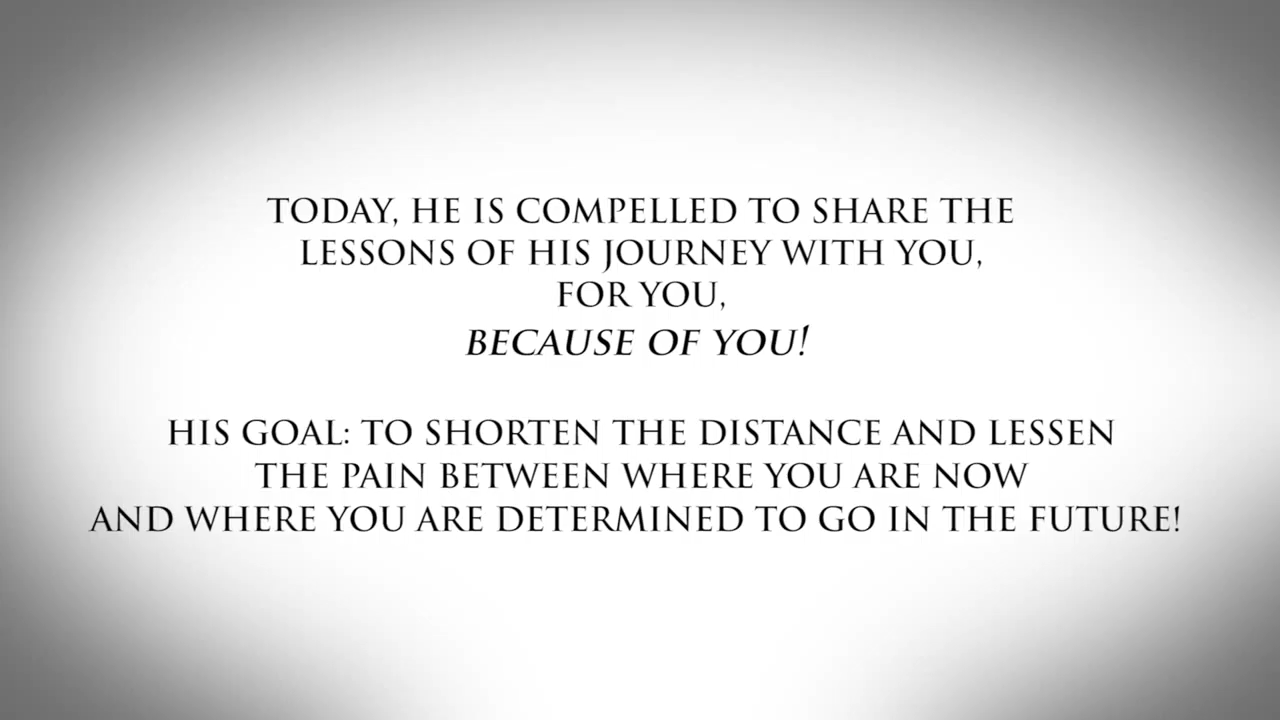 TODAY, HE IS COMPELLED TO SHARE THE
LESSONS OF HIS JOURNEY WITH YOU,
FOR YOU,
BECAUSE OF YOU!
HIS GOAL: TO SHORTEN THE DISTANCE AND LESSEN
THE PAIN BETWEEN WHERE YOU ARE NOW
AND WHERE YOU ARE DETERMINED TO GO IN THE FUTURE!